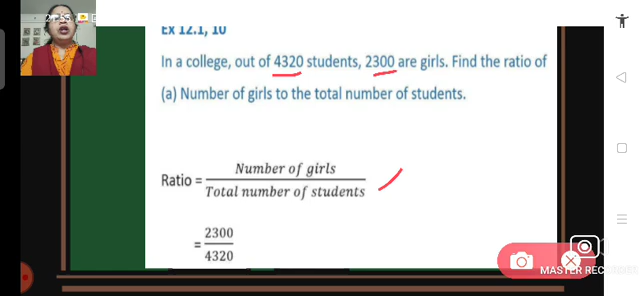 Ex 12.1, 10
In a college, out of 4320 students, 2300 are girls. Find the ratio of
(a) Number of girls to the total number of students.
Ratio = Number of girls / Total number of students
= 2300 / 4320
MASTER RECORDER